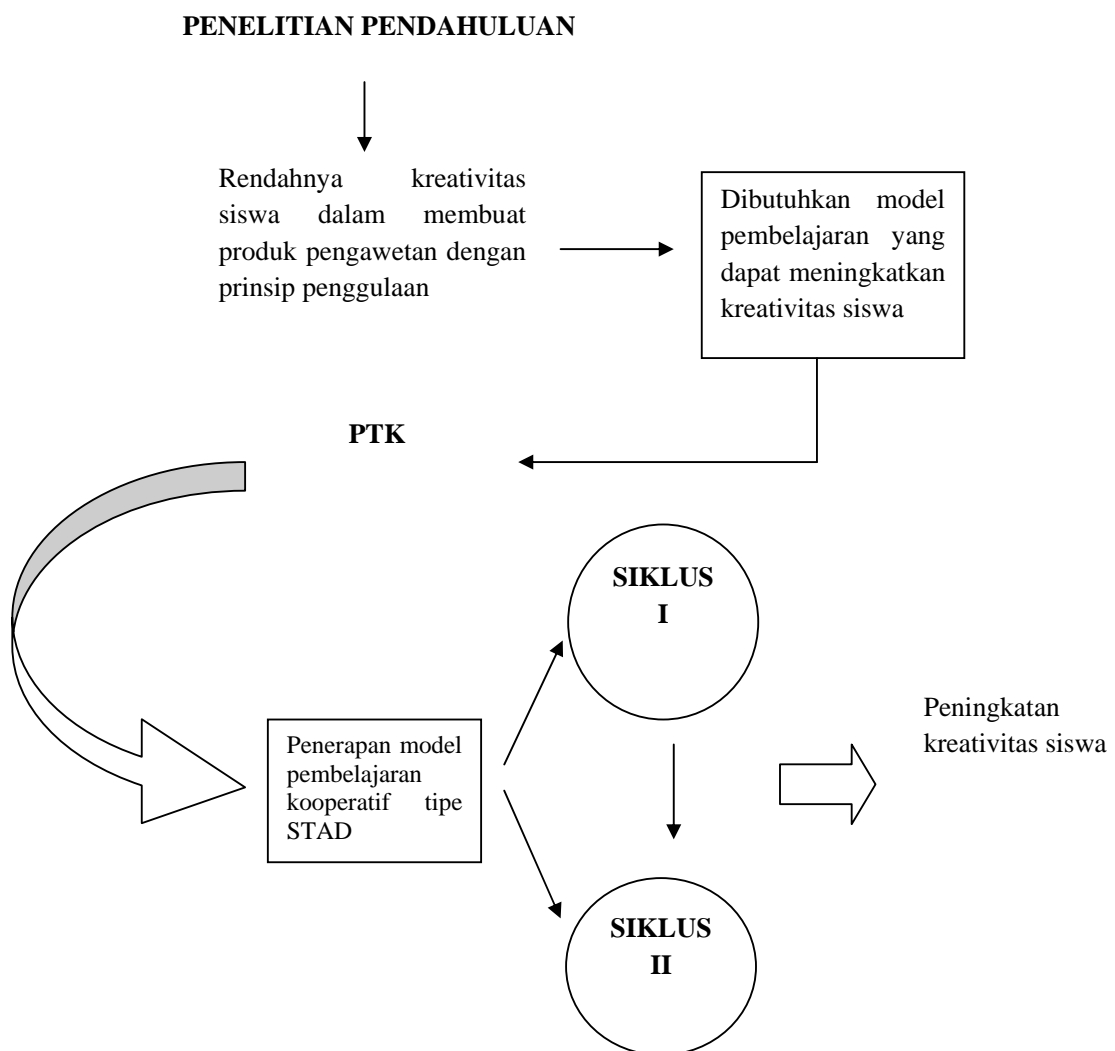 PENELITIAN PENDAHULUAN
Rendahnya kreativitas
siswa dalam membuat
produk pengawetan dengan
prinsip penggulaan
Dibutuhkan model
pembelajaran yang
dapat meningkatkan
kreativitas siswa
PTK
SIKLUS
I
Penerapan model
pembelajaran
kooperatif tipe
STAD
Peningkatan
kreativitas siswa
SIKLUS
II